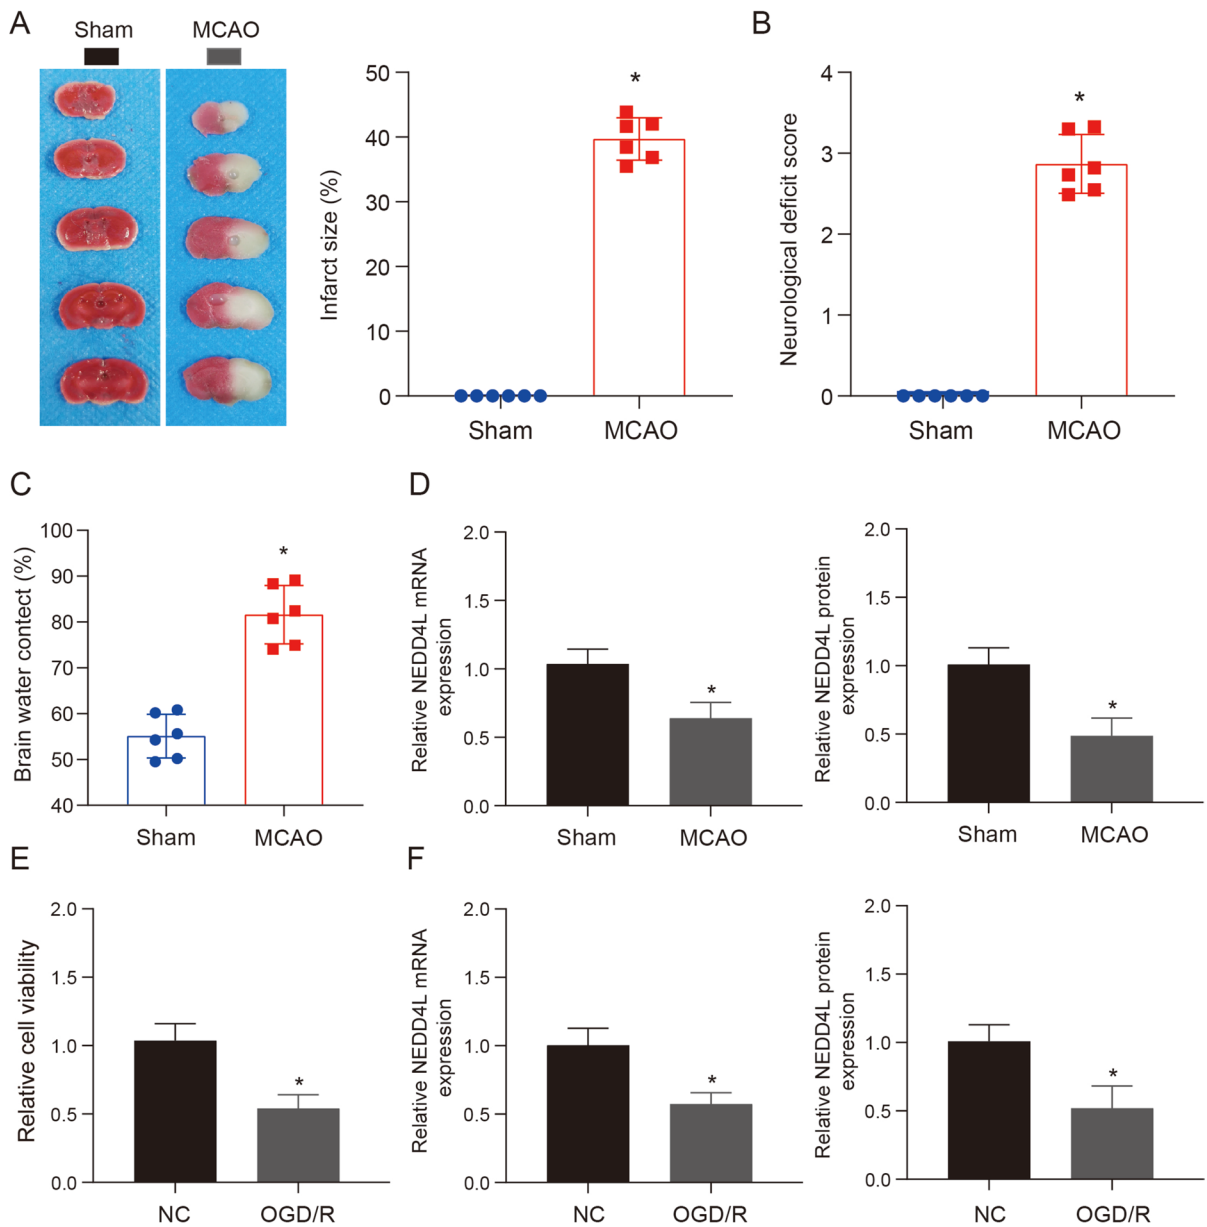 A
Sham
MCAO
Infarct size (%)
50
40
30
20
10
0
*
Sham
MCAO
B
Neurological deficit score
4
3
2
1
0
*
Sham
MCAO
C
Brain water contect (%)
100
90
80
70
60
50
40
*
Sham
MCAO
D
Relative NEDD4L mRNA
expression
2.0
1.5
1.0
0.5
0.0
*
Sham
MCAO
Relative NEDD4L protein
expression
2.0
1.5
1.0
0.5
0.0
*
Sham
MCAO
E
Relative cell viability
2.0
1.5
1.0
0.5
0.0
*
NC
OGD/R
F
Relative NEDD4L mRNA
expression
2.0
1.5
1.0
0.5
0.0
*
NC
OGD/R
Relative NEDD4L protein
expression
2.0
1.5
1.0
0.5
0.0
*
NC
OGD/R